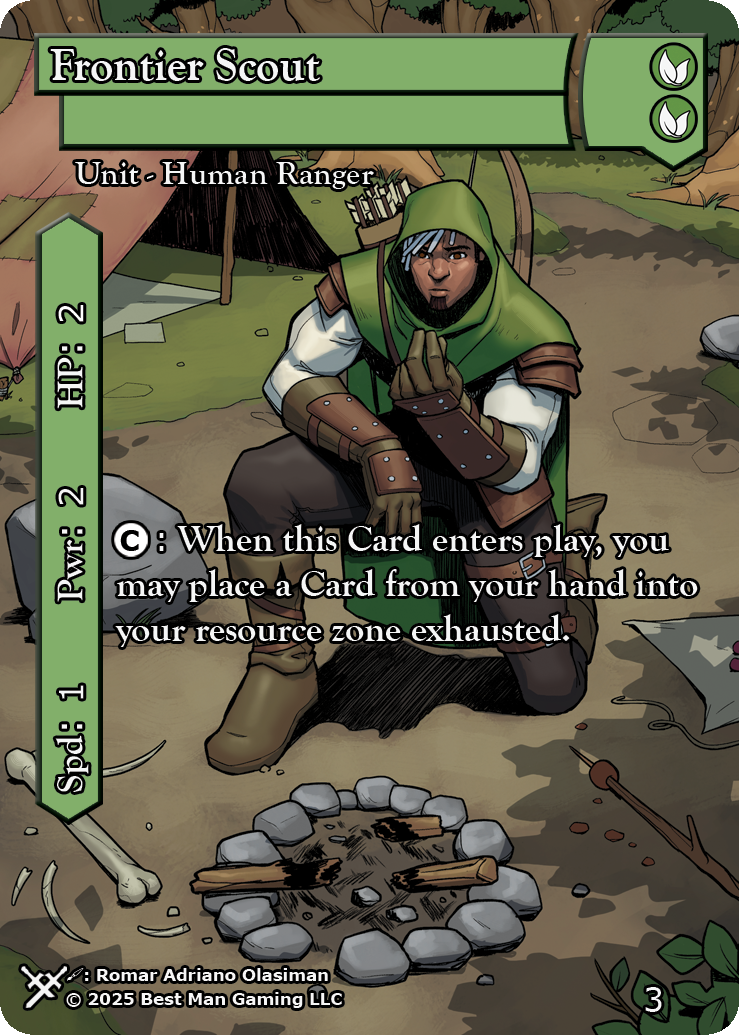 Frontier Scout
Unit - Human Ranger
HP: 2
Pwr: 2
Spd: 1
C : When this Card enters play, you
may place a Card from your hand into
your resource zone exhausted.
: Romar Adriano Olasiman
© 2025 Best Man Gaming LLC
3